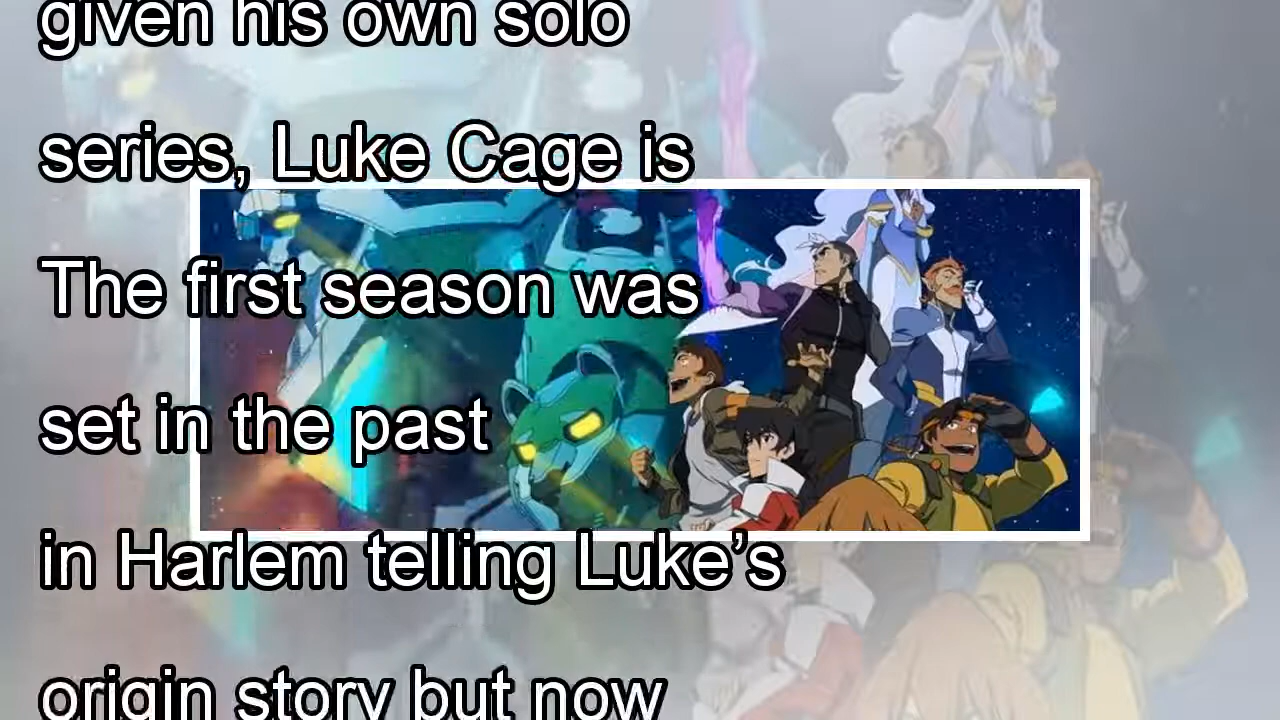 given his own solo
series, Luke Cage is
The first season was
set in the past
in Harlem telling Luke’s
origin story but now